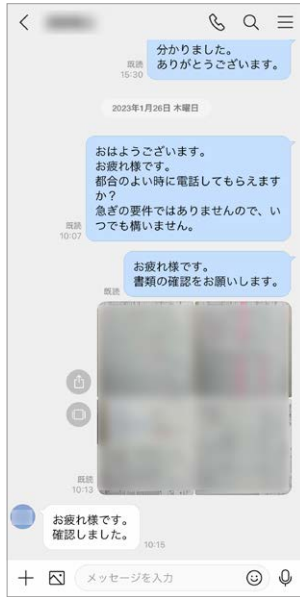 分かりました。
ありがとうございます。
既読
15:30
2023年1月26日 木曜日
おはようございます。
お疲れ様です。
都合のよい時に電話してもらえます
か？
急ぎの要件ではありませんので、い
つでも構いません。
既読
10:07
お疲れ様です。
書類の確認をお願いします。
既読
既読
10:13
お疲れ様です。
確認しました。
10:15
メッセージを入力